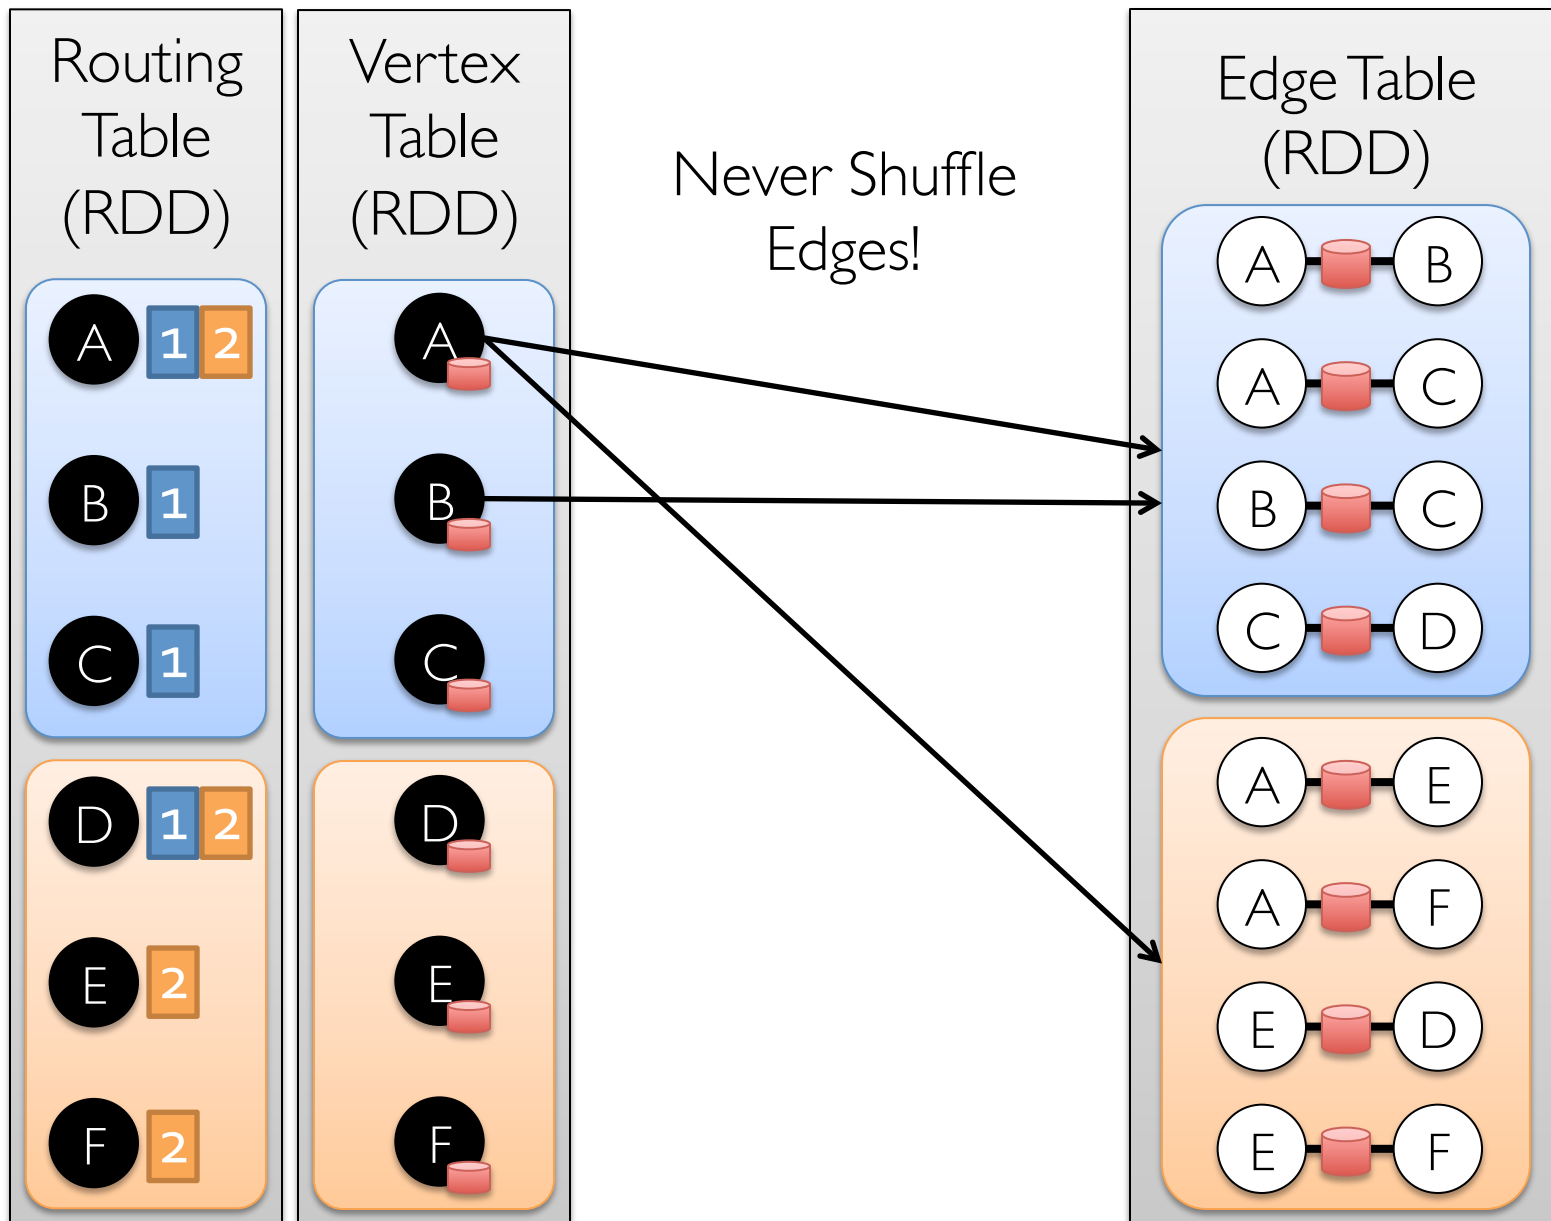 Routing
Table
(RDD)
A 1 2
B 1
C 1
D 1 2
E 2
F 2
Vertex
Table
(RDD)
A
B
C
D
E
F
Never Shuffle
Edges!
Edge Table
(RDD)
A B
A C
B C
C D
A E
A F
E D
E F